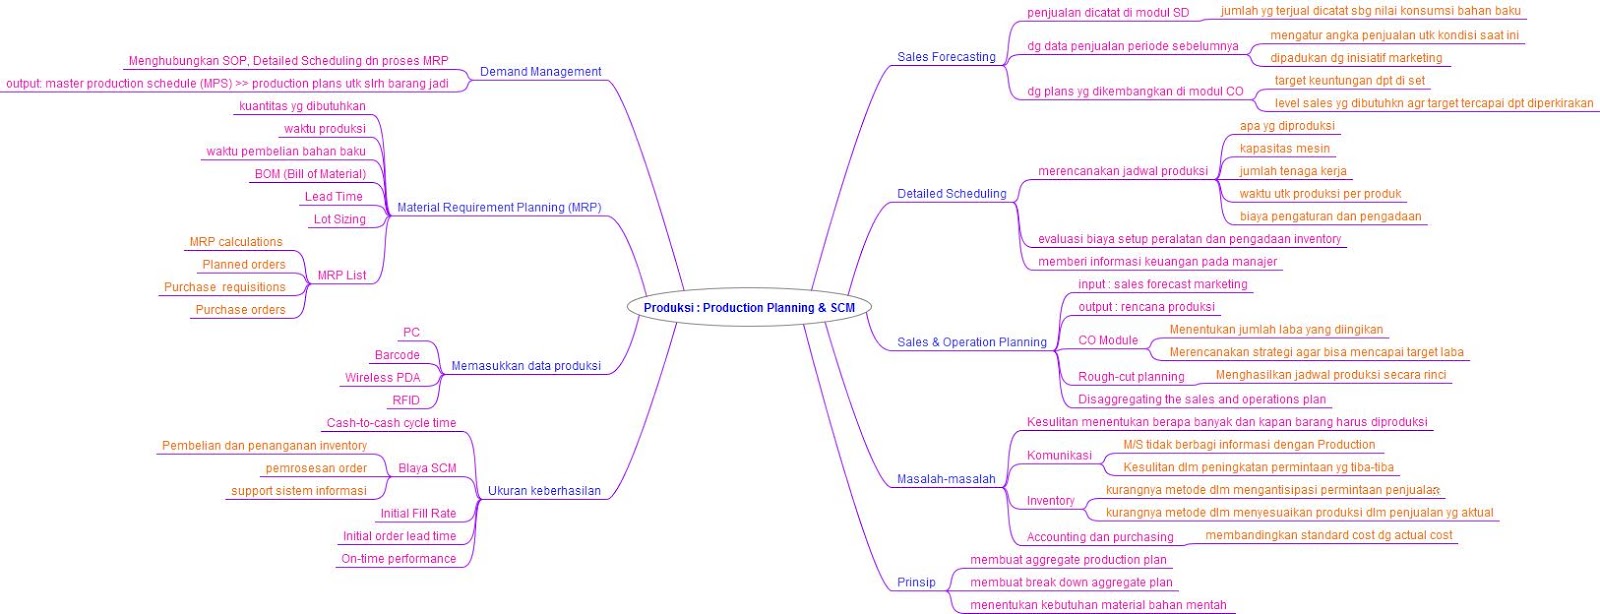 Produksi : Production Planning & SCM
Sales Forecasting
penjualan dicatat di modul SD
jumlah yg terjual dicatat sbg nilai konsumsi bahan baku
dg data penjualan periode sebelumnya
mengatur angka penjualan utk kondisi saat ini
dipadukan dg inisiatif marketing
dg plans yg dikembangkan di modul CO
target keuntungan dpt di set
level sales yg dibutuhkn agr target tercapai dpt diperkirakan
Detailed Scheduling
merencanakan jadwal produksi
apa yg diproduksi
kapasitas mesin
jumlah tenaga kerja
waktu utk produksi per produk
biaya pengaturan dan pengadaan
evaluasi biaya setup peralatan dan pengadaan inventory
memberi informasi keuangan pada manajer
Sales & Operation Planning
input : sales forecast marketing
output : rencana produksi
CO Module
Menentukan jumlah laba yang diingikan
Merencanakan strategi agar bisa mencapai target laba
Rough-cut planning
Menghasilkan jadwal produksi secara rinci
Disaggregating the sales and operations plan
Masalah-masalah
Kesulitan menentukan berapa banyak dan kapan barang harus diproduksi
Komunikasi
M/S tidak berbagi informasi dengan Production
Kesulitan dlm peningkatan permintaan yg tiba-tiba
Inventory
kurangnya metode dlm mengantisipasi permintaan penjualan
kurangnya metode dlm menyesuaikan produksi dlm penjualan yg aktual
Accounting dan purchasing
membandingkan standard cost dg actual cost
Prinsip
membuat aggregate production plan
membuat break down aggregate plan
menentukan kebutuhan material bahan mentah
Demand Management
Menghubungkan SOP, Detailed Scheduling dn proses MRP
output: master production schedule (MPS) >> production plans utk slrh barang jadi
Material Requirement Planning (MRP)
kuantitas yg dibutuhkan
waktu produksi
waktu pembelian bahan baku
BOM (Bill of Material)
Lead Time
Lot Sizing
MRP List
MRP calculations
Planned orders
Purchase requisitions
Purchase orders
Memasukkan data produksi
PC
Barcode
Wireless PDA
RFID
Ukuran keberhasilan
Cash-to-cash cycle time
BIaya SCM
Pembelian dan penanganan inventory
pemrosesan order
support sistem informasi
Initial Fill Rate
Initial order lead time
On-time performance